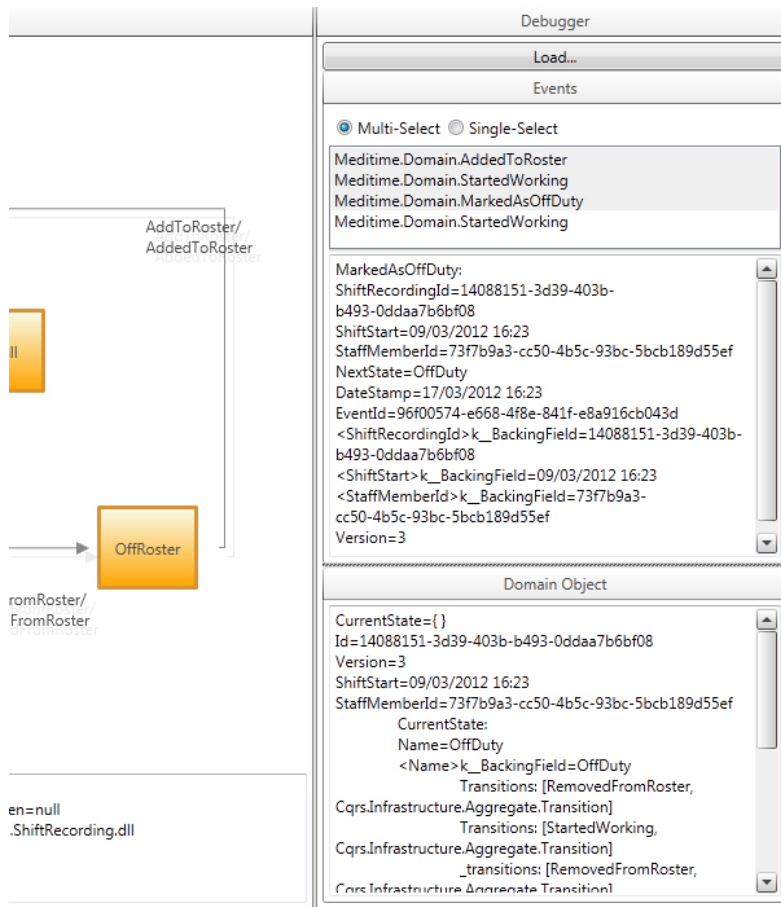 Debugger
Load...
Events
Multi-Select Single-Select
Meditime.Domain.AddedToRoster
Meditime.Domain.StartedWorking
Meditime.Domain.MarkedAsOffDuty
Meditime.Domain.StartedWorking
MarkedAsOffDuty:
ShiftRecordingId=14088151-3d39-403b-
b493-0ddaa7b6bf08
ShiftStart=09/03/2012 16:23
StaffMemberId=73f7b9a3-cc50-4b5c-93bc-5bcb189d55ef
NextState=OffDuty
DateStamp=17/03/2012 16:23
EventId=96f00574-e668-4f8e-841f-e8a916cb043d
<ShiftRecordingId>k__BackingField=14088151-3d39-403b-
b493-0ddaa7b6bf08
<ShiftStart>k__BackingField=09/03/2012 16:23
<StaffMemberId>k__BackingField=73f7b9a3-
cc50-4b5c-93bc-5bcb189d55ef
Version=3
Domain Object
CurrentState={ }
Id=14088151-3d39-403b-b493-0ddaa7b6bf08
Version=3
ShiftStart=09/03/2012 16:23
StaffMemberId=73f7b9a3-cc50-4b5c-93bc-5bcb189d55ef
CurrentState:
Name=OffDuty
<Name>k__BackingField=OffDuty
Transitions: [RemovedFromRoster,
Cqrs.Infrastructure.Aggregate.Transition]
Transitions: [StartedWorking,
Cqrs.Infrastructure.Aggregate.Transition]
_transitions: [RemovedFromRoster,
Cqrs.Infrastructure.Aggregate.Transition]
AddToRoster/
AddedToRoster
ll
OffRoster
romRoster/
FromRoster
en=null
.ShiftRecording.dll